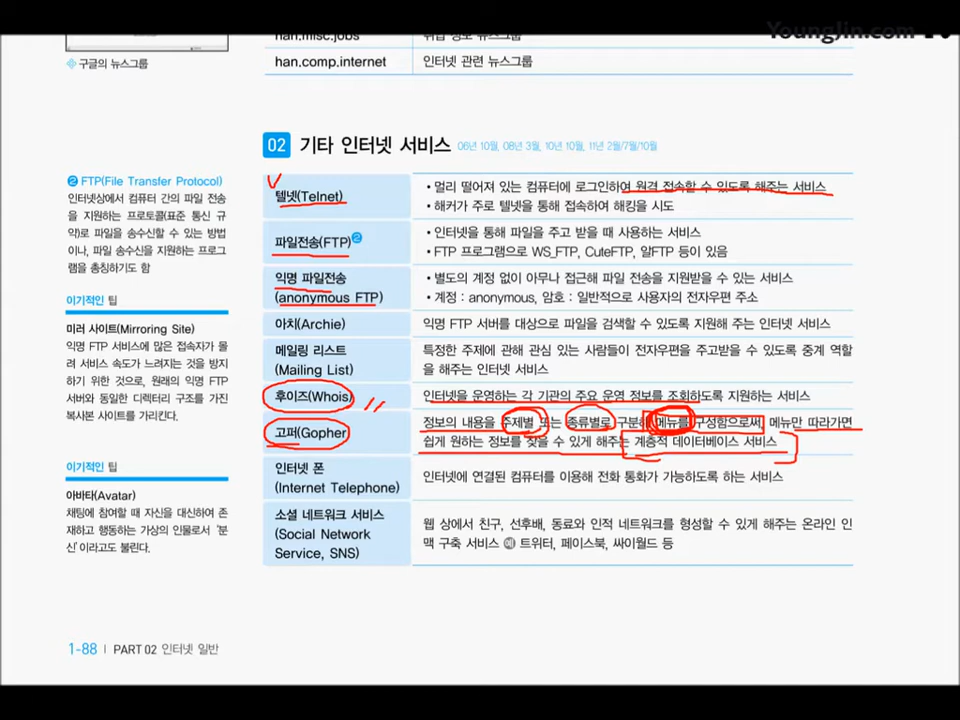 Younglin.com
han.misc.jobs 취업 정보 뉴스그룹
구글의 뉴스그룹
han.comp.internet 인터넷 관련 뉴스그룹
02 기타 인터넷 서비스 06년 10월, 08년 3월, 10년 10월, 11년 2월/7월/10월
❷ FTP(File Transfer Protocol)
인터넷상에서 컴퓨터 간의 파일 전송
을 지원하는 프로토콜(표준 통신 규
약)로 파일을 송수신할 수 있는 방법
이나, 파일 송수신을 지원하는 프로그
램을 총칭하기도 함
이기적인 팁
미러 사이트(Mirroring Site)
익명 FTP 서비스에 많은 접속자가 몰
려 서비스 속도가 느려지는 것을 방지
하기 위한 것으로, 원래의 익명 FTP
서버와 동일한 디렉터리 구조를 가진
복사본 사이트를 가리킨다.
이기적인 팁
아바타(Avatar)
채팅에 참여할 때 자신을 대신하여 존
재하고 행동하는 가상의 인물로서 '분
신'이라고도 불린다.
텔넷(Telnet)
• 멀리 떨어져 있는 컴퓨터에 로그인하여 원격 접속할 수 있도록 해주는 서비스
• 해커가 주로 텔넷을 통해 접속하여 해킹을 시도
파일전송(FTP)❷
• 인터넷을 통해 파일을 주고 받을 때 사용하는 서비스
• FTP 프로그램으로 WS_FTP, CuteFTP, 알FTP 등이 있음
익명 파일전송
(anonymous FTP)
• 별도의 계정 없이 아무나 접근해 파일 전송을 지원받을 수 있는 서비스
• 계정 : anonymous, 암호 : 일반적으로 사용자의 전자우편 주소
아치(Archie)
익명 FTP 서버를 대상으로 파일을 검색할 수 있도록 지원해 주는 인터넷 서비스
메일링 리스트
(Mailing List)
특정한 주제에 관해 관심 있는 사람들이 전자우편을 주고받을 수 있도록 중계 역할
을 해주는 인터넷 서비스
후이즈(Whois)
인터넷을 운영하는 각 기관의 주요 운영 정보를 조회하도록 지원하는 서비스
고퍼(Gopher)
정보의 내용을 주제별 또는 종류별로 구분해 메뉴를 구성함으로써, 메뉴만 따라가면
쉽게 원하는 정보를 찾을 수 있게 해주는 계층적 데이터베이스 서비스
인터넷 폰
(Internet Telephone)
인터넷에 연결된 컴퓨터를 이용해 전화 통화가 가능하도록 하는 서비스
소셜 네트워크 서비스
(Social Network
Service, SNS)
웹 상에서 친구, 선후배, 동료와 인적 네트워크를 형성할 수 있게 해주는 온라인 인
맥 구축 서비스 예 트위터, 페이스북, 싸이월드 등
1-88 | PART 02 인터넷 일반